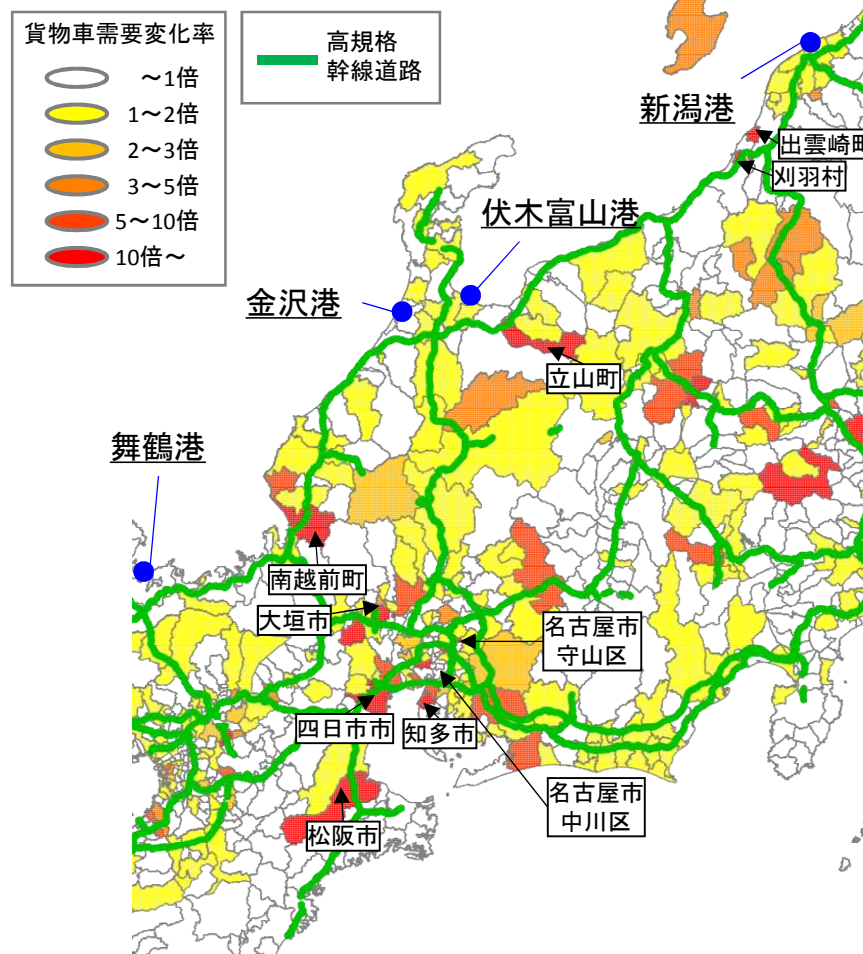 貨物車需要変化率
～1倍
1～2倍
2～3倍
3～5倍
5～10倍
10倍～
高規格
幹線道路
新潟港
出雲崎町
刈羽村
伏木富山港
金沢港
立山町
舞鶴港
南越前町
大垣市
名古屋市
守山区
四日市市
知多市
名古屋市
中川区
松阪市